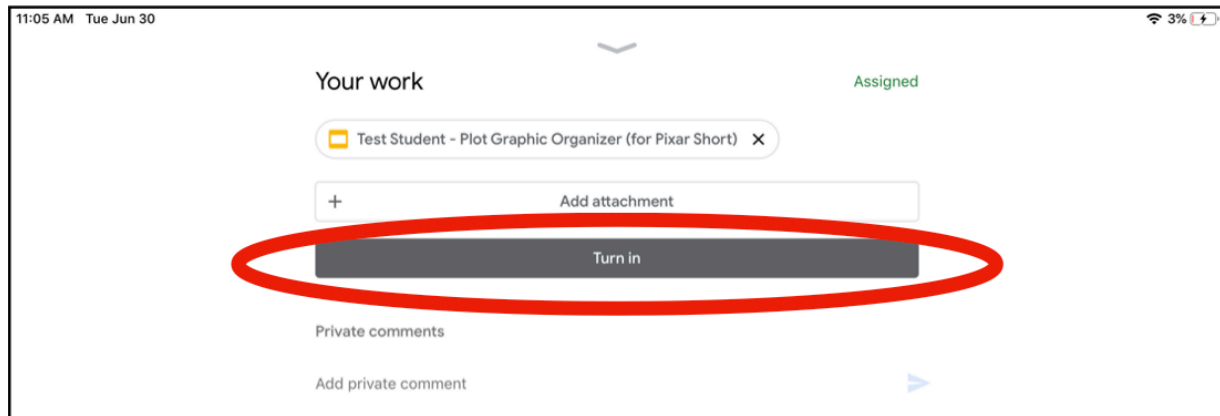 11:05 AM Tue Jun 30 3%
Your work Assigned
Test Student - Plot Graphic Organizer (for Pixar Short)
Add attachment
Turn in
Private comments
Add private comment